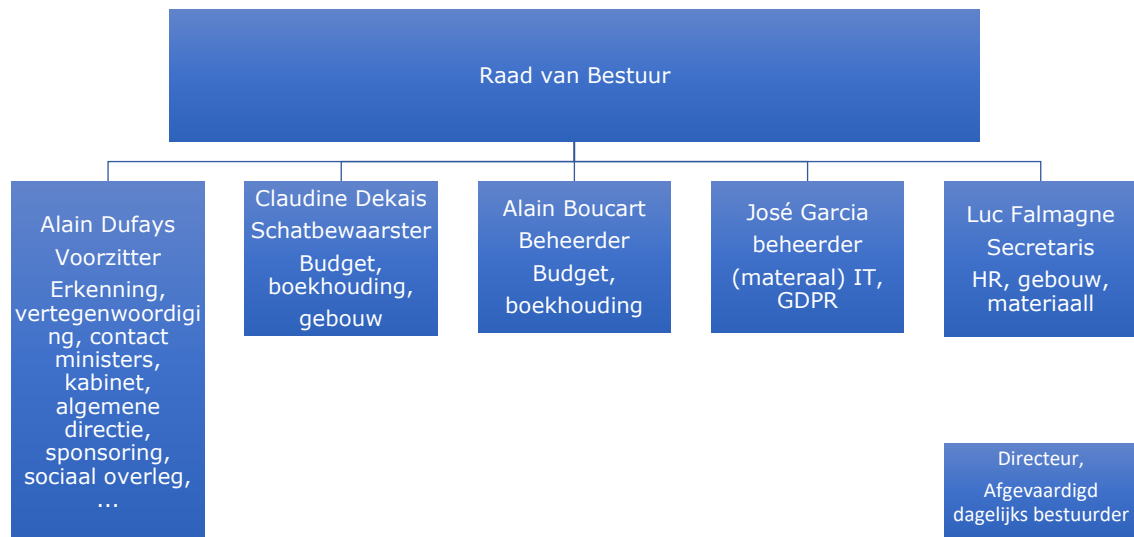 Raad van Bestuur
Alain Dufays
Voorzitter
Erkenning,
vertegenwoordigi
ng, contact
ministers,
kabinet,
algemene
directie,
sponsoring,
sociaal overleg,
...
Claudine Dekais
Schatbewaarster
Budget,
boekhouding,
gebouw
Alain Boucart
Beheerder
Budget,
boekhouding
José Garcia
beheerder
(materaal) IT,
GDPR
Luc Falmagne
Secretaris
HR, gebouw,
materiaall
Directeur,
Afgevaardigd
dagelijks bestuurder